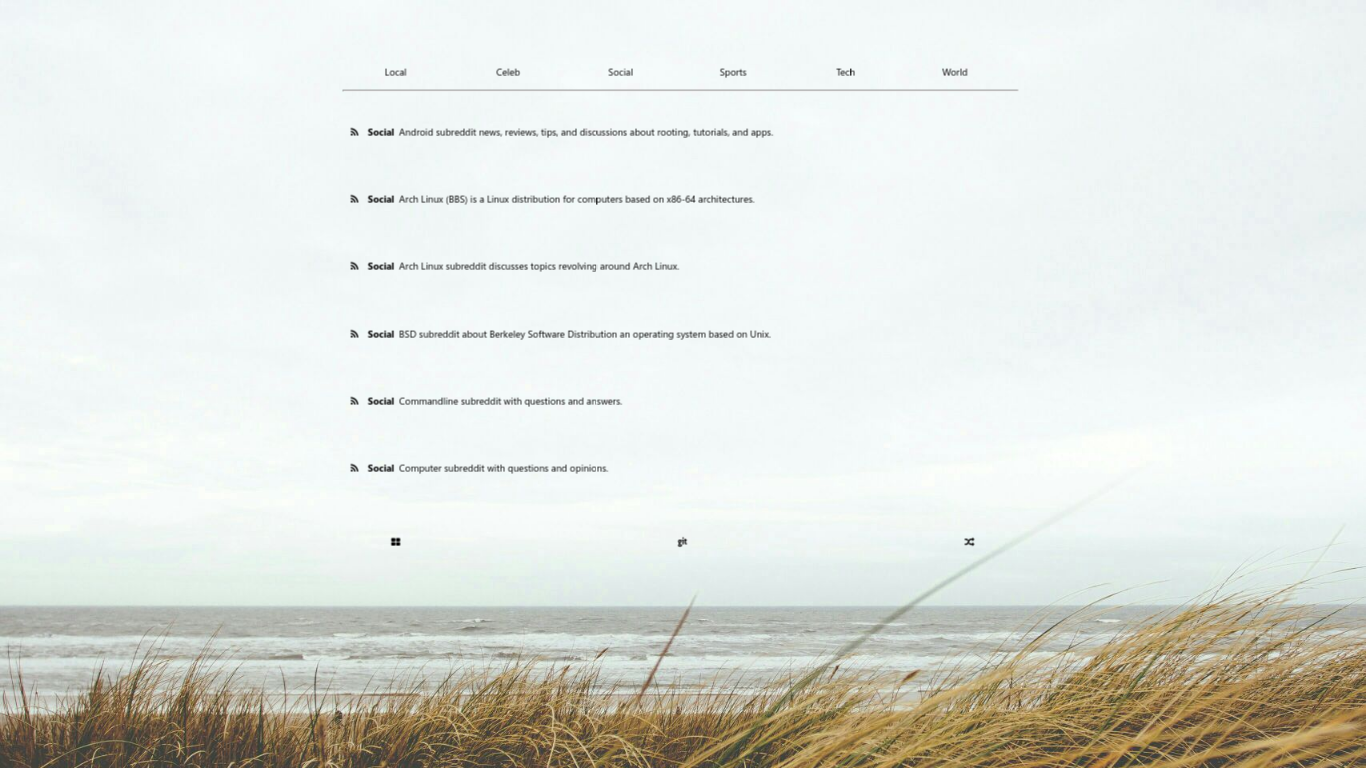 Local Celeb Social Sports Tech World
Social Android subreddit news, reviews, tips, and discussions about rooting, tutorials, and apps.
Social Arch Linux (BBS) is a Linux distribution for computers based on x86-64 architectures.
Social Arch Linux subreddit discusses topics revolving around Arch Linux.
Social BSD subreddit about Berkeley Software Distribution an operating system based on Unix.
Social Commandline subreddit with questions and answers.
Social Computer subreddit with questions and opinions.
git